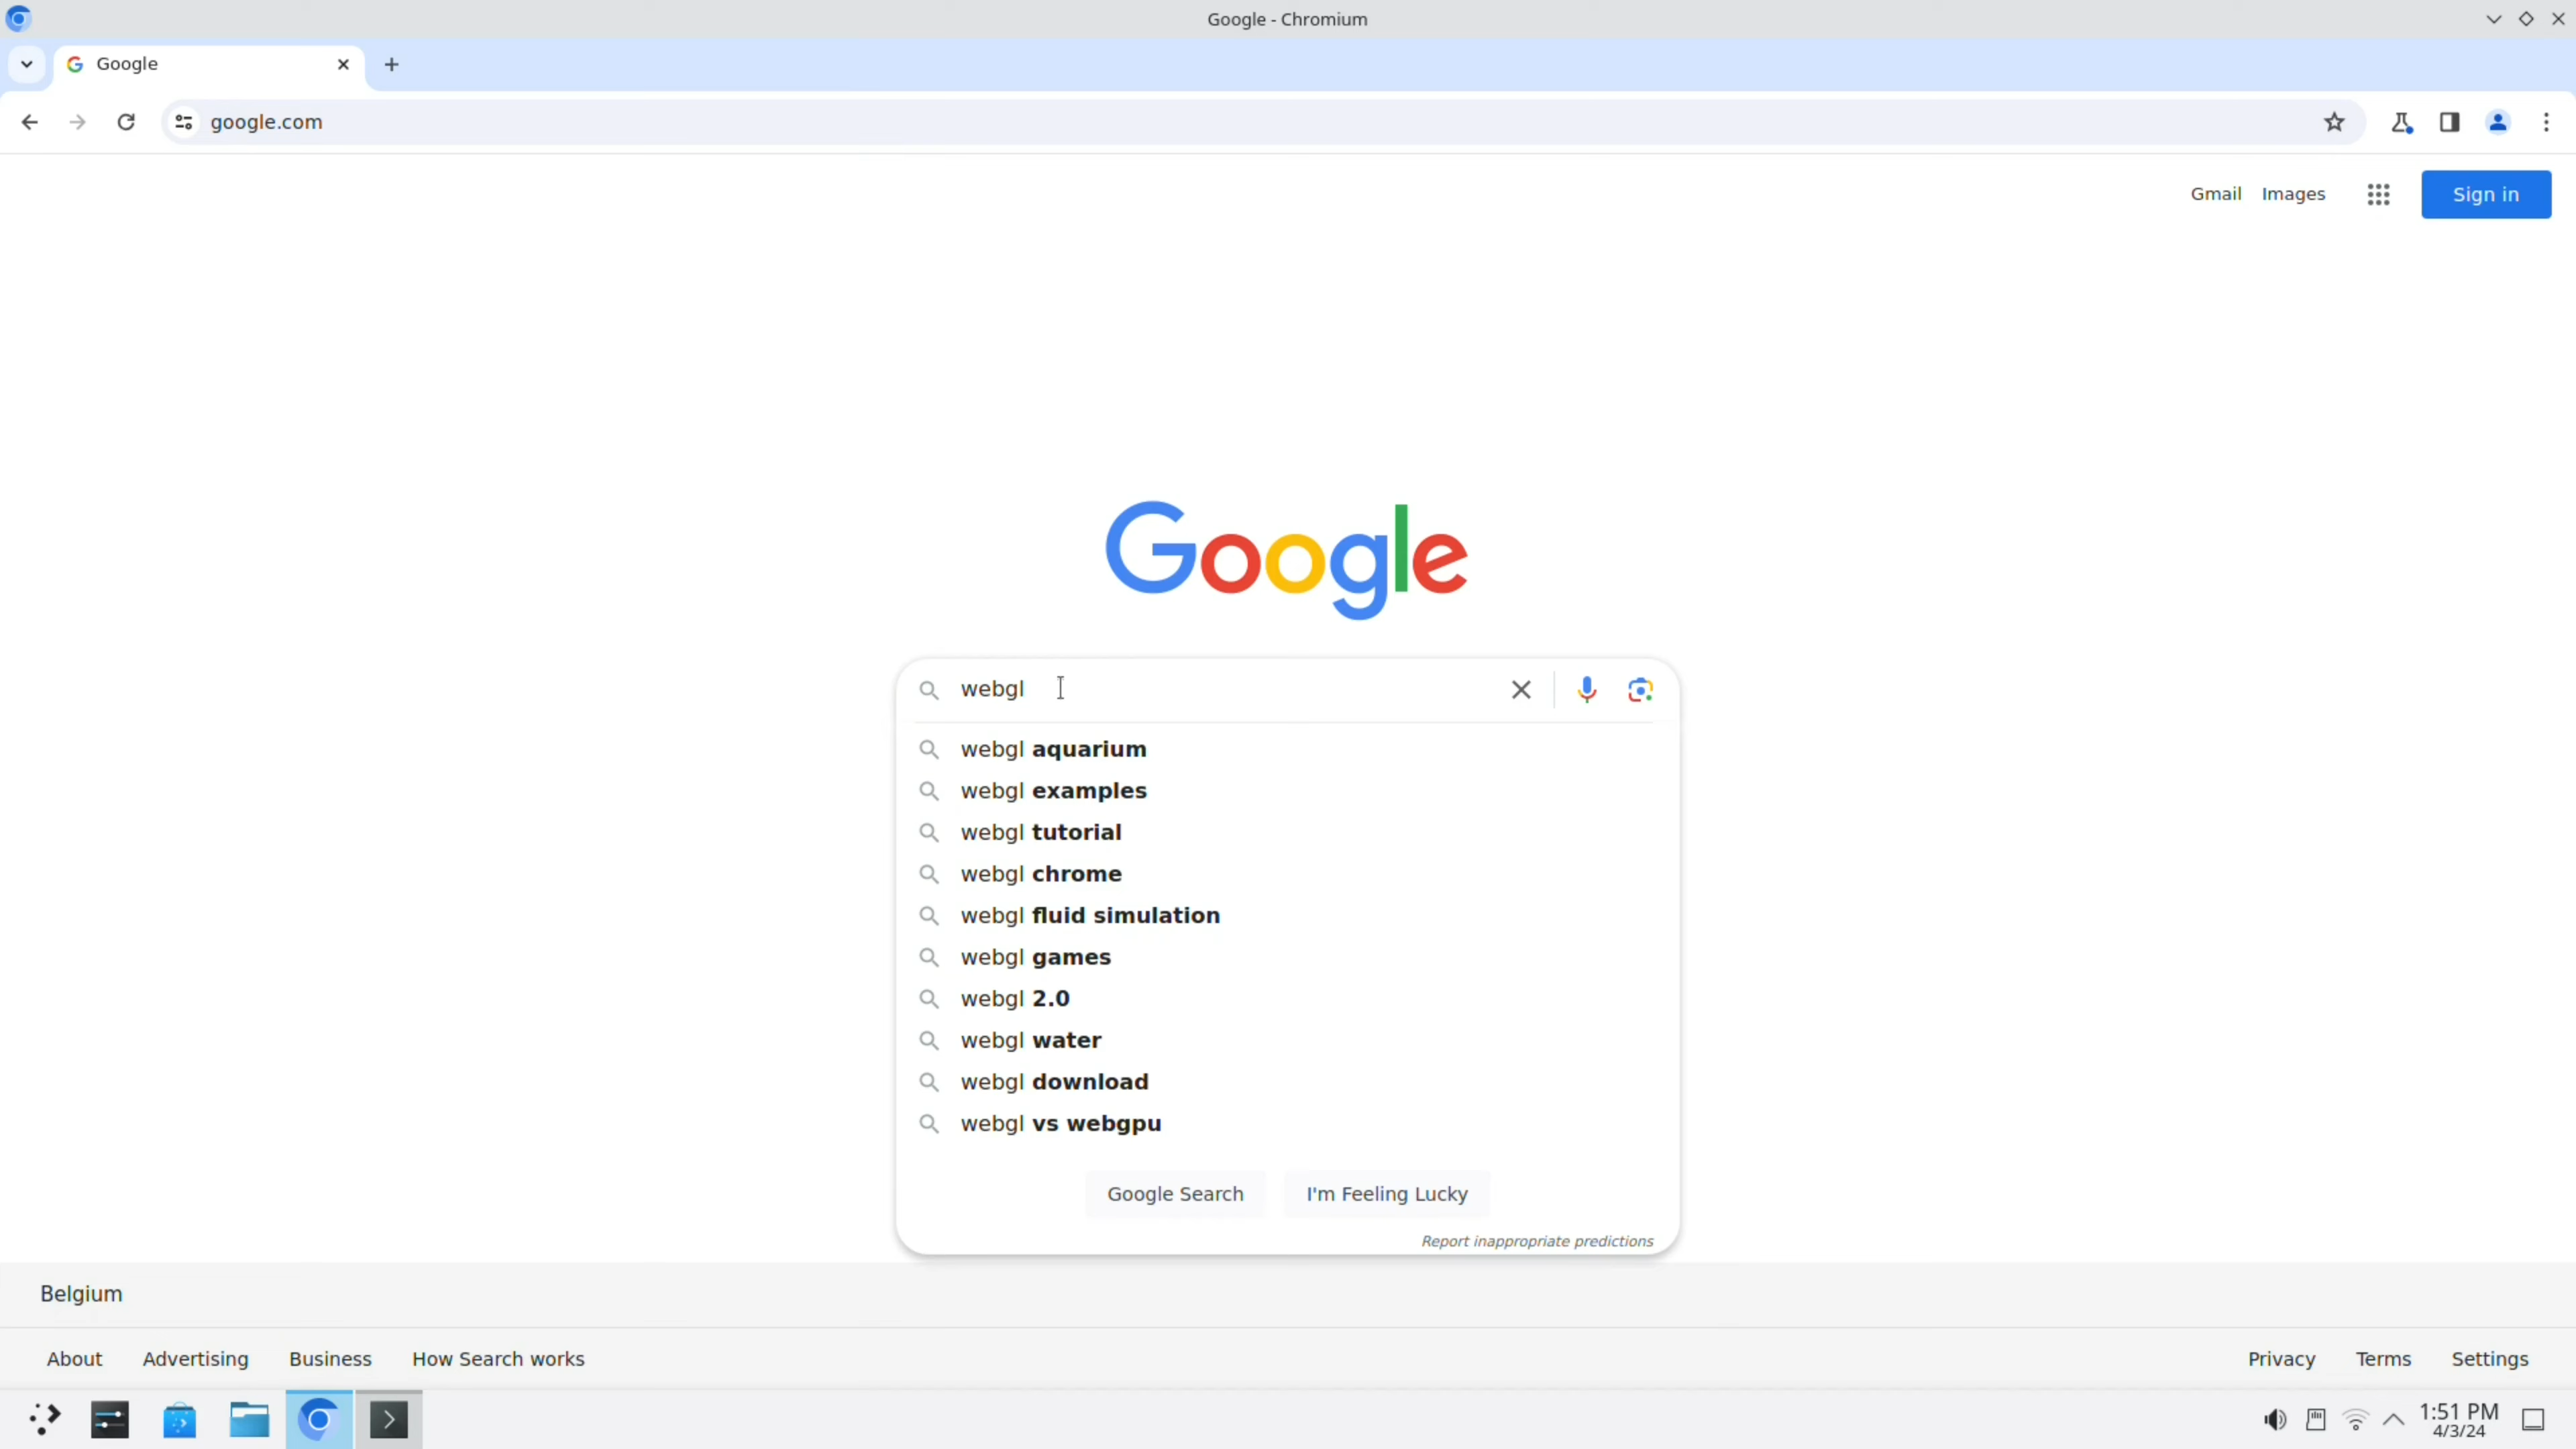 Google - Chromium
Google
google.com
Gmail Images Sign in
Google
webgl
webgl aquarium
webgl examples
webgl tutorial
webgl chrome
webgl fluid simulation
webgl games
webgl 2.0
webgl water
webgl download
webgl vs webgpu
Google Search I'm Feeling Lucky
Report inappropriate predictions
Belgium
About Advertising Business How Search works Privacy Terms Settings
1:51 PM
4/3/24